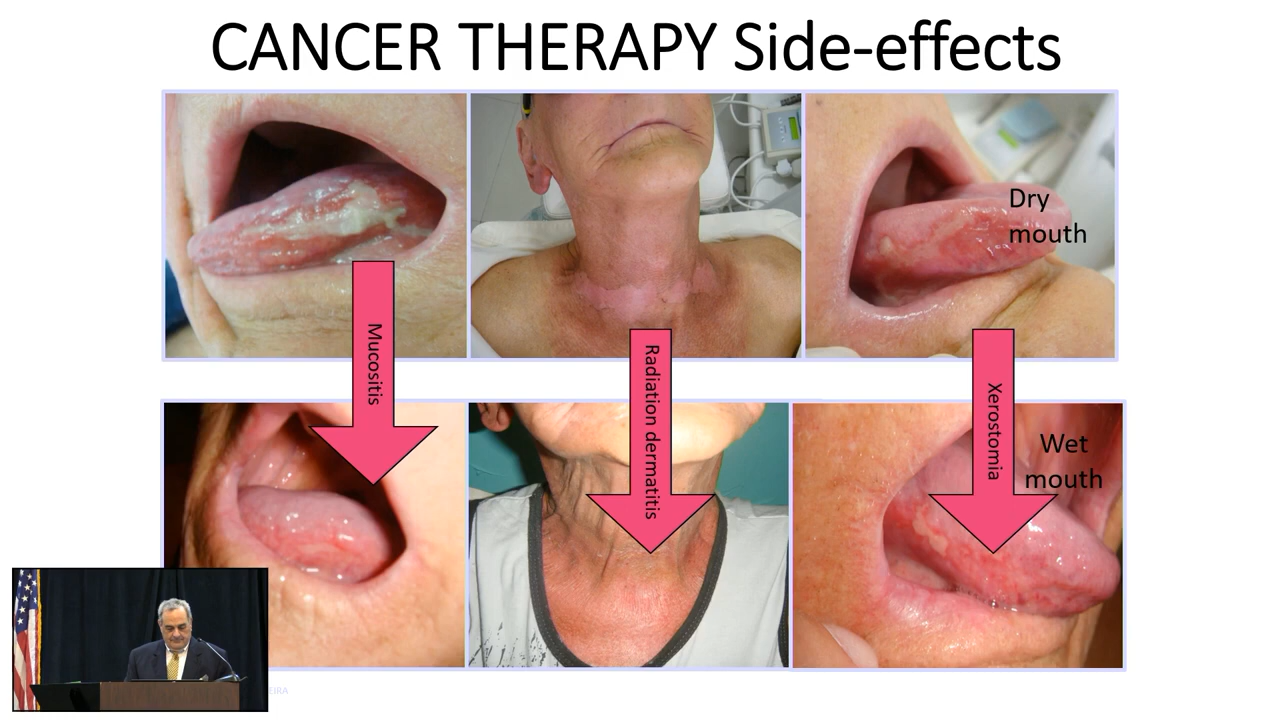 CANCER THERAPY Side-effects
Dry
mouth
Mucositis
Radiation dermatitis
Xerostomia
Wet
mouth